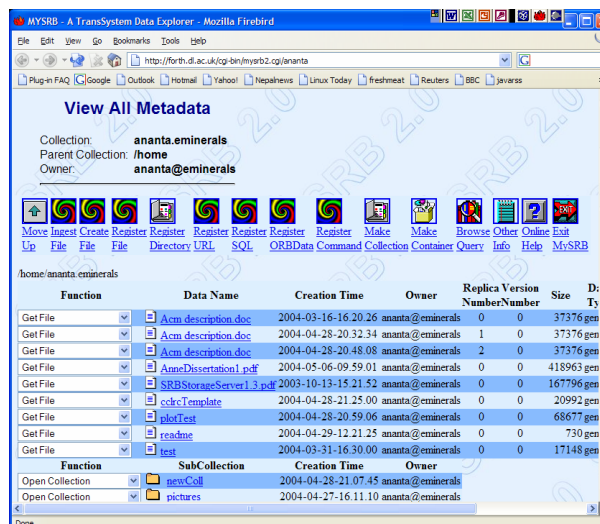 MYSRB - A TransSystem Data Explorer - Mozilla Firebird
File Edit View Go Bookmarks Tools Help
http://forth.dl.ac.uk/cgi-bin/mysrb2.cgi/ananta
Plug-in FAQ Google Outlook Hotmail Yahoo! Nepalnews Linux Today freshmeat Reuters BBC javarss
View All Metadata
Collection: ananta.eminerals
Parent Collection: /home
Owner: ananta@eminerals
Move Ingest Create Register Register Register Register Register Register Make Make Browse Other Online Exit
Up File File File Directory URL SQL ORBData Command Collection Container Query Info Help MySRB
/home/ananta.eminerals
Function Data Name Creation Time Owner Replica Number Version Number Size
Get File Acm description.doc 2004-03-16-16.20.26 ananta@eminerals 0 0 37376 gen
Get File Acm description.doc 2004-04-28-20.32.34 ananta@eminerals 1 0 37376 gen
Get File Acm description.doc 2004-04-28-20.48.08 ananta@eminerals 2 0 37376 gen
Get File AnneDissertation1.pdf 2004-05-06-09.59.01 ananta@eminerals 0 0 418963 gen
Get File SRBStorageServer1.3.pdf 2003-10-13-15.21.52 ananta@eminerals 0 0 167796 gen
Get File cclrcTemplate 2004-04-28-21.25.00 ananta@eminerals 0 0 20992 gen
Get File plotTest 2004-04-28-20.59.06 ananta@eminerals 0 0 68677 gen
Get File readme 2004-04-29-12.21.25 ananta@eminerals 0 0 730 gen
Get File test 2004-03-31-16.30.00 ananta@eminerals 0 0 17148 gen
Function SubCollection Creation Time Owner
Open Collection newColl 2004-04-28-21.07.45 ananta@eminerals
Open Collection pictures 2004-04-27-16.11.10 ananta@eminerals
Done